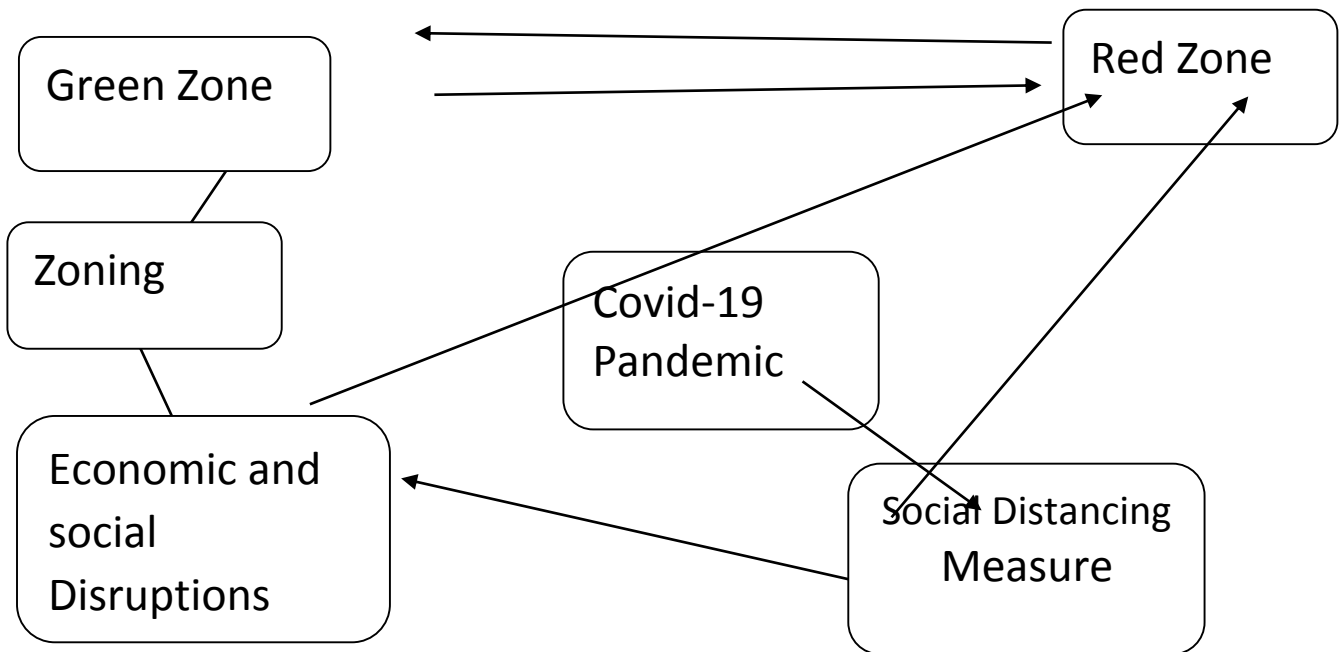 Green Zone
Red Zone
Zoning
Covid-19
Pandemic
Economic and
social
Disruptions
Social Distancing
Measure